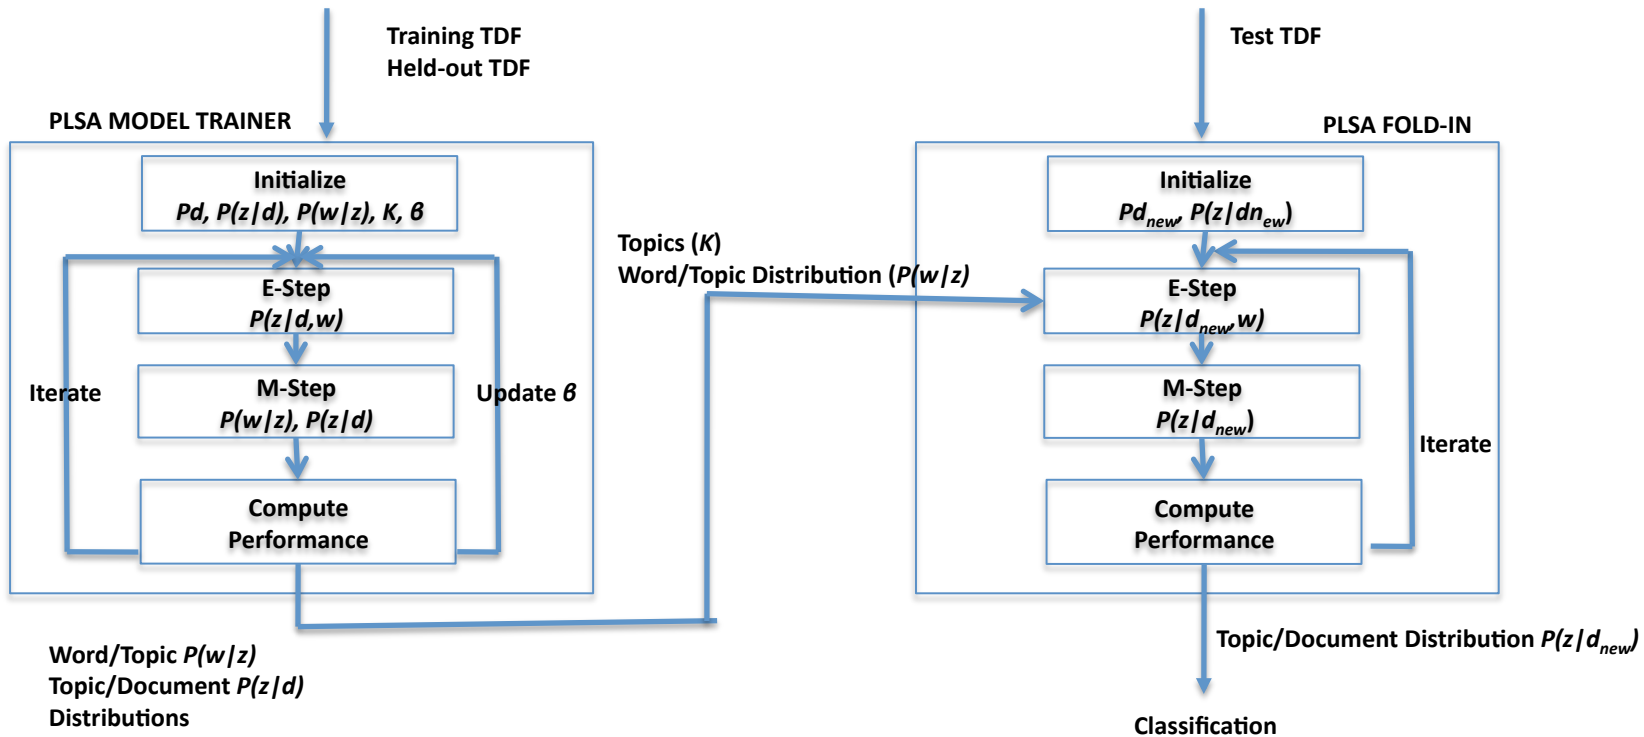 Training TDF
Held-out TDF
PLSA MODEL TRAINER
Initialize
Pd, P(z|d), P(w|z), K, β
E-Step
P(z|d,w)
M-Step
P(w|z), P(z|d)
Iterate
Update β
Compute
Performance
Word/Topic P(w|z)
Topic/Document P(z|d)
Distributions
Topics (K)
Word/Topic Distribution (P(w|z)
Test TDF
PLSA FOLD-IN
Initialize
Pdnew, P(z|dnew)
E-Step
P(z|dnew,w)
M-Step
P(z|dnew)
Iterate
Compute
Performance
Topic/Document Distribution P(z|dnew)
Classification